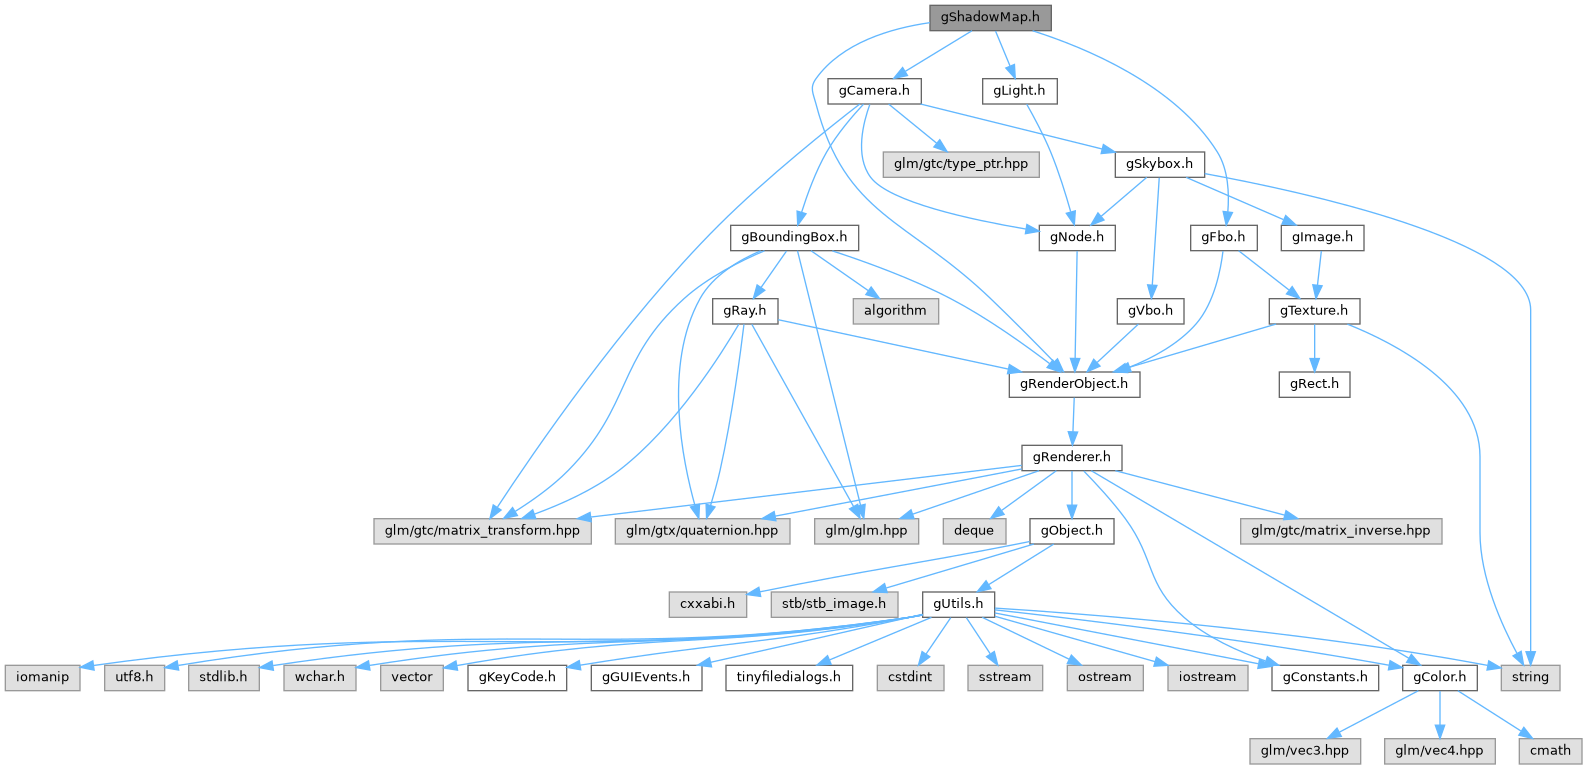 gShadowMap.h
gCamera.h
gLight.h
glm/gtc/type_ptr.hpp
gSkybox.h
gBoundingBox.h
gNode.h
gFbo.h
gImage.h
gRay.h
algorithm
gVbo.h
gTexture.h
gRenderObject.h
gRect.h
gRenderer.h
glm/gtc/matrix_transform.hpp
glm/gtx/quaternion.hpp
glm/glm.hpp
deque
gObject.h
glm/gtc/matrix_inverse.hpp
cxxabi.h
stb/stb_image.h
gUtils.h
iomanip
utf8.h
stdlib.h
wchar.h
vector
gKeyCode.h
gGUIEvents.h
tinyfiledialogs.h
cstdint
sstream
ostream
iostream
gConstants.h
gColor.h
string
glm/vec3.hpp
glm/vec4.hpp
cmath